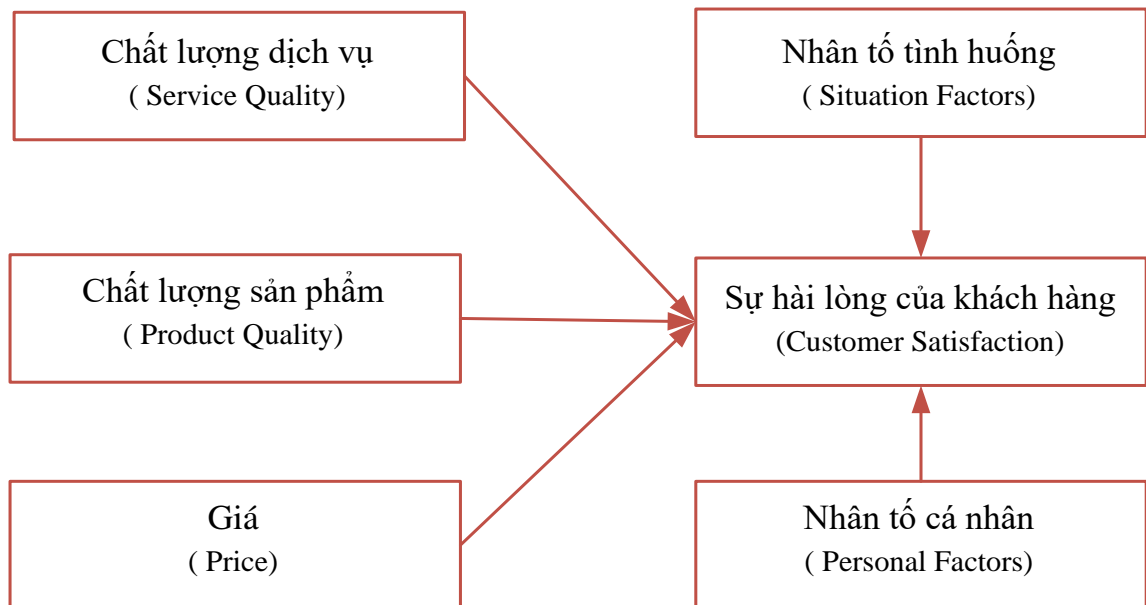 Chất lượng dịch vụ
( Service Quality)
Nhân tố tình huống
( Situation Factors)
Chất lượng sản phẩm
( Product Quality)
Sự hài lòng của khách hàng
(Customer Satisfaction)
Giá
( Price)
Nhân tố cá nhân
( Personal Factors)